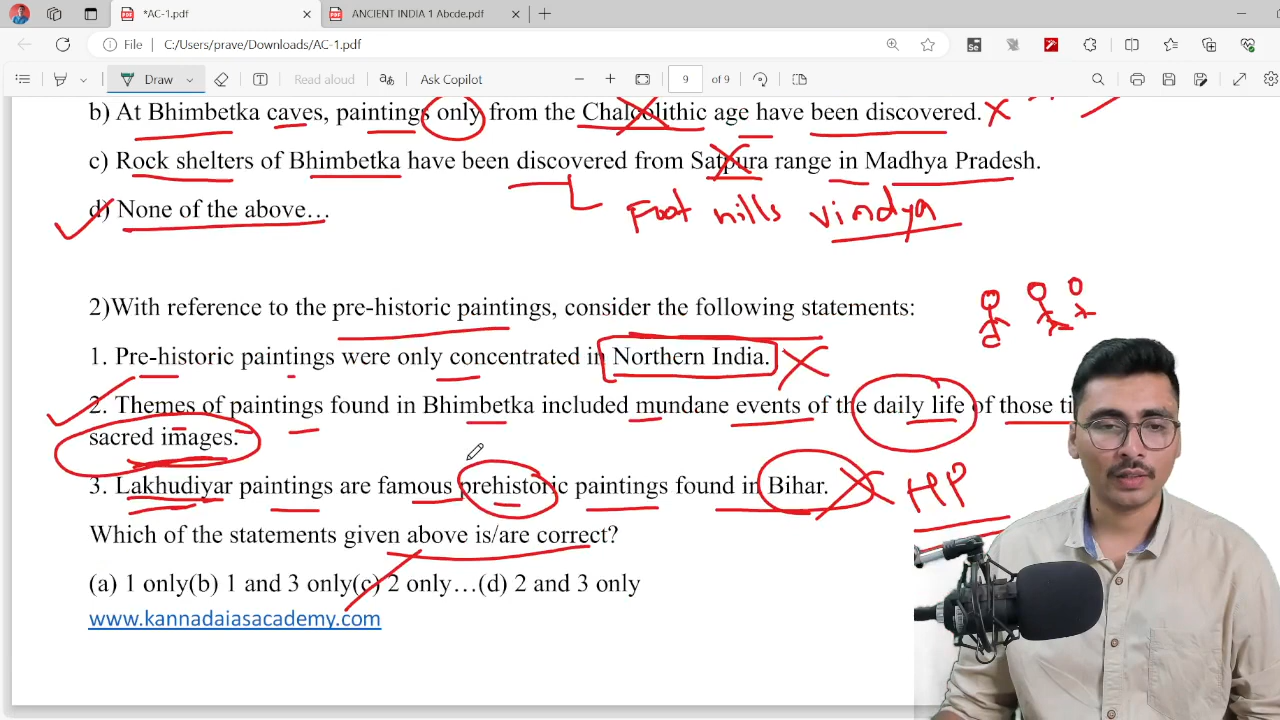 *AC-1.pdf
ANCIENT INDIA 1 Abcde.pdf
File C:/Users/prave/Downloads/AC-1.pdf
Draw Read aloud Ask Copilot 9 of 9
b) At Bhimbetka caves, paintings only from the Chalcolithic age have been discovered.
c) Rock shelters of Bhimbetka have been discovered from Satpura range in Madhya Pradesh.
d) None of the above…
Foot hills vindya
2)With reference to the pre-historic paintings, consider the following statements:
1. Pre-historic paintings were only concentrated in Northern India.
2. Themes of paintings found in Bhimbetka included mundane events of the daily life of those
sacred images.
3. Lakhudiyar paintings are famous prehistoric paintings found in Bihar.
HP
Which of the statements given above is/are correct?
(a) 1 only(b) 1 and 3 only(c) 2 only…(d) 2 and 3 only
www.kannadaiasacademy.com